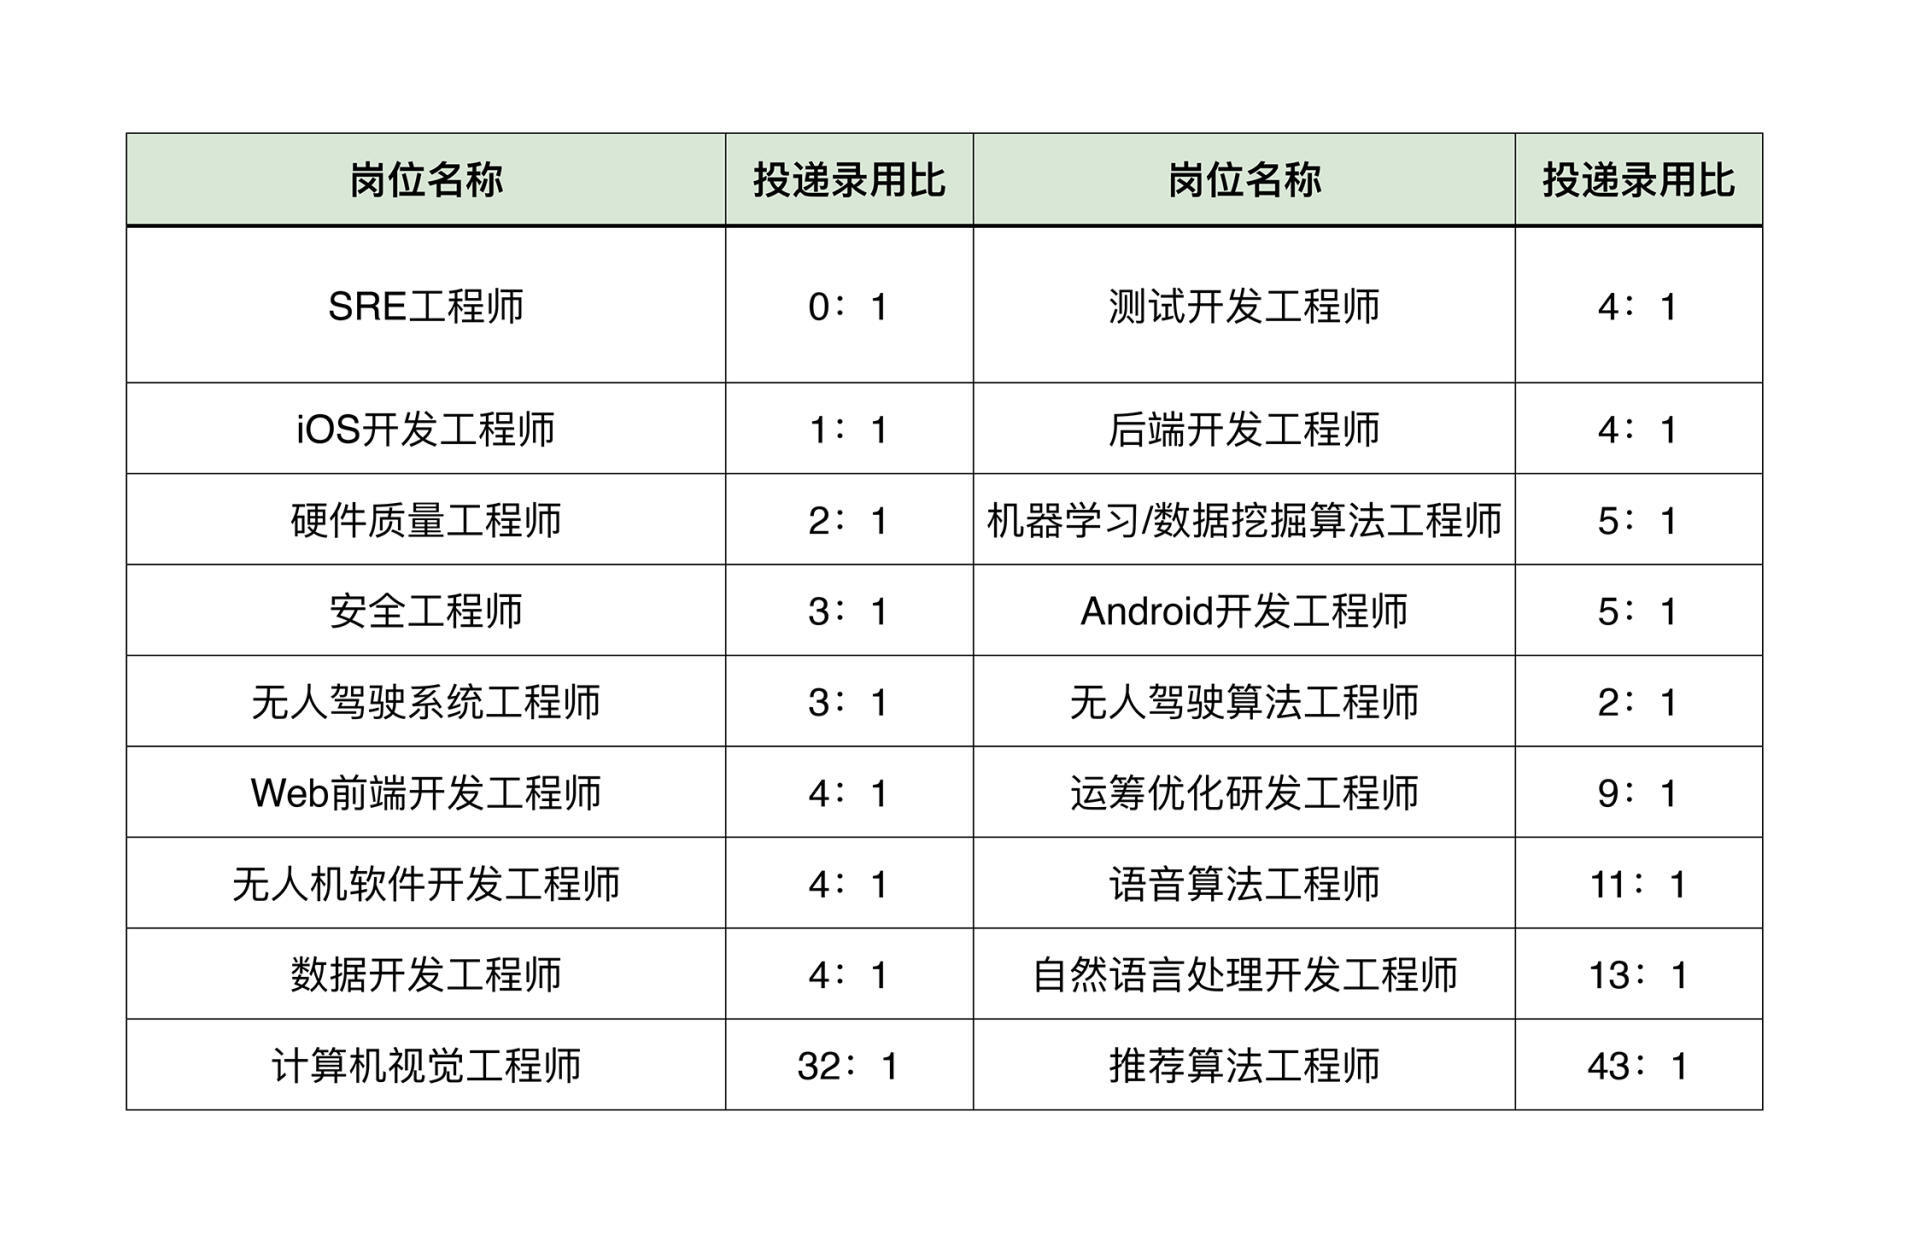 岗位名称 投递录用比 岗位名称 投递录用比
SRE工程师 0：1 测试开发工程师 4：1
iOS开发工程师 1：1 后端开发工程师 4：1
硬件质量工程师 2：1 机器学习/数据挖掘算法工程师 5：1
安全工程师 3：1 Android开发工程师 5：1
无人驾驶系统工程师 3：1 无人驾驶算法工程师 2：1
Web前端开发工程师 4：1 运筹优化研发工程师 9：1
无人机软件开发工程师 4：1 语音算法工程师 11：1
数据开发工程师 4：1 自然语言处理开发工程师 13：1
计算机视觉工程师 32：1 推荐算法工程师 43：1